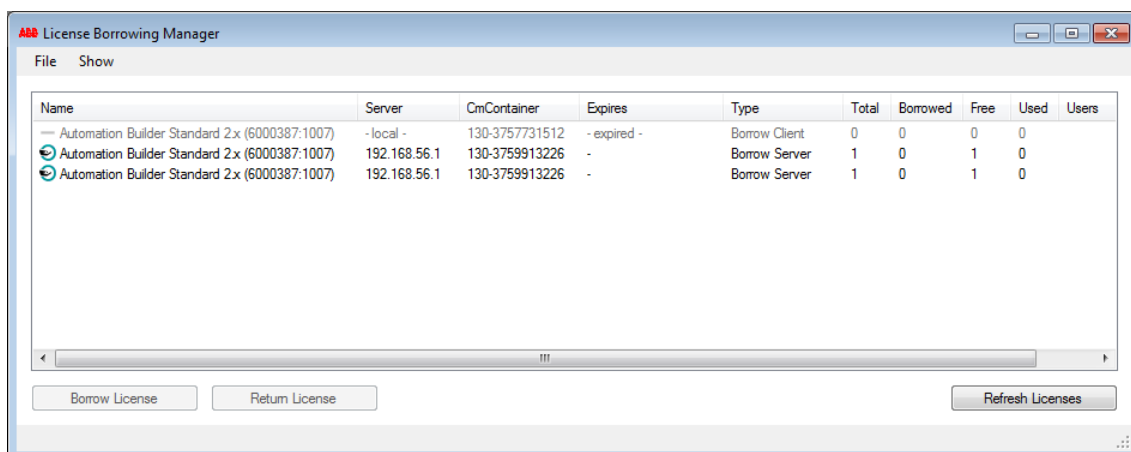 ABB License Borrowing Manager
File Show
Name Server CmContainer Expires Type Total Borrowed Free Used Users
Automation Builder Standard 2.x (6000387:1007) - local - 130-3757731512 - expired - Borrow Client 0 0 0 0
Automation Builder Standard 2.x (6000387:1007) 192.168.56.1 130-3759913226 - Borrow Server 1 0 1 0
Automation Builder Standard 2.x (6000387:1007) 192.168.56.1 130-3759913226 - Borrow Server 1 0 1 0
Borrow License Return License Refresh Licenses